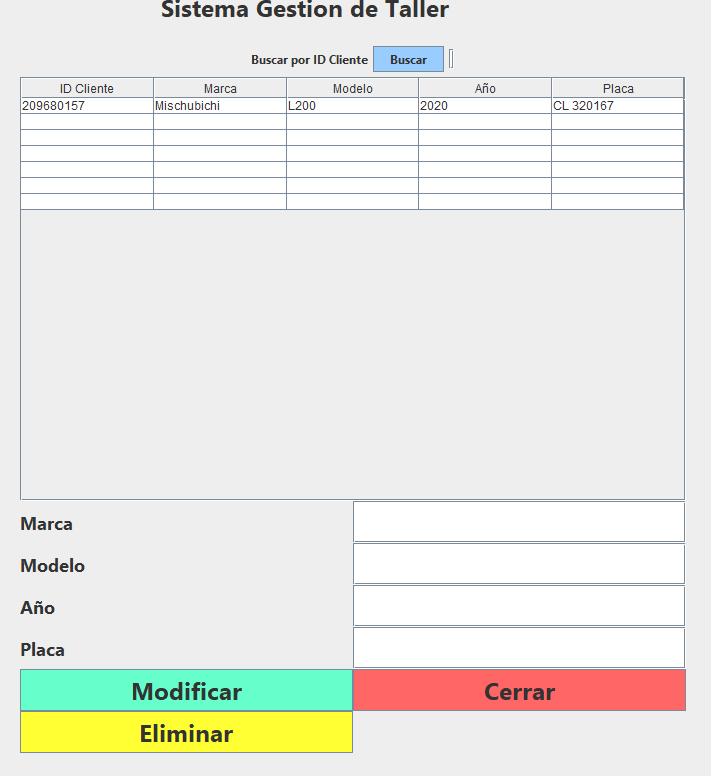 Sistema Gestion de Taller
Buscar por ID Cliente Buscar
ID Cliente Marca Modelo Año Placa
209680157 Mischubichi L200 2020 CL 320167
Marca
Modelo
Año
Placa
Modificar Cerrar
Eliminar